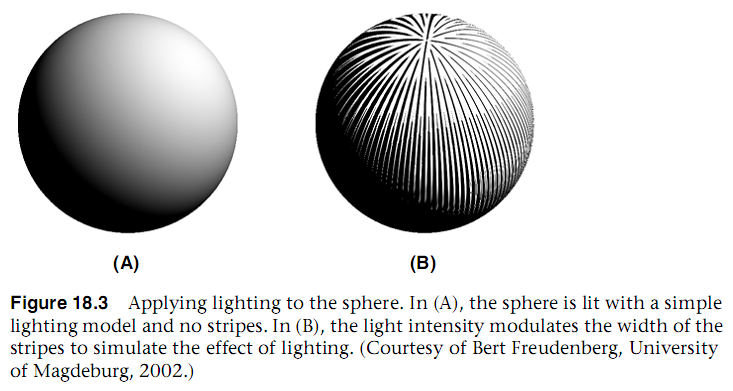 (A)
(B)
Figure 18.3 Applying lighting to the sphere. In (A), the sphere is lit with a simple
lighting model and no stripes. In (B), the light intensity modulates the width of the
stripes to simulate the effect of lighting. (Courtesy of Bert Freudenberg, University
of Magdeburg, 2002.)